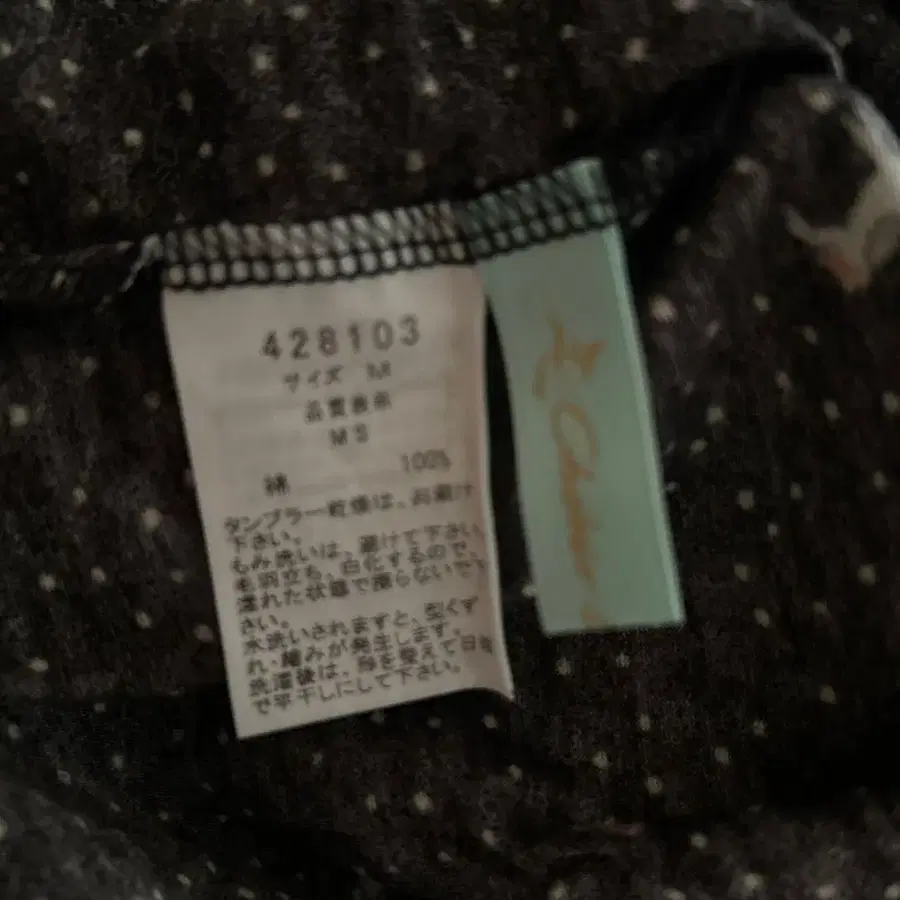 428103
サイズ M
品質表示
MS
綿 100%
タンブラー乾燥は、お避け
下さい。
もみ洗いは、避けて下さい。
毛羽立ち、白化するので、
濡れた状態で擦らないで下
さい。
水洗いされますと、型くず
れ・縮みが発生します。
洗濯後は、形を整えて日陰
で平干しにして下さい。